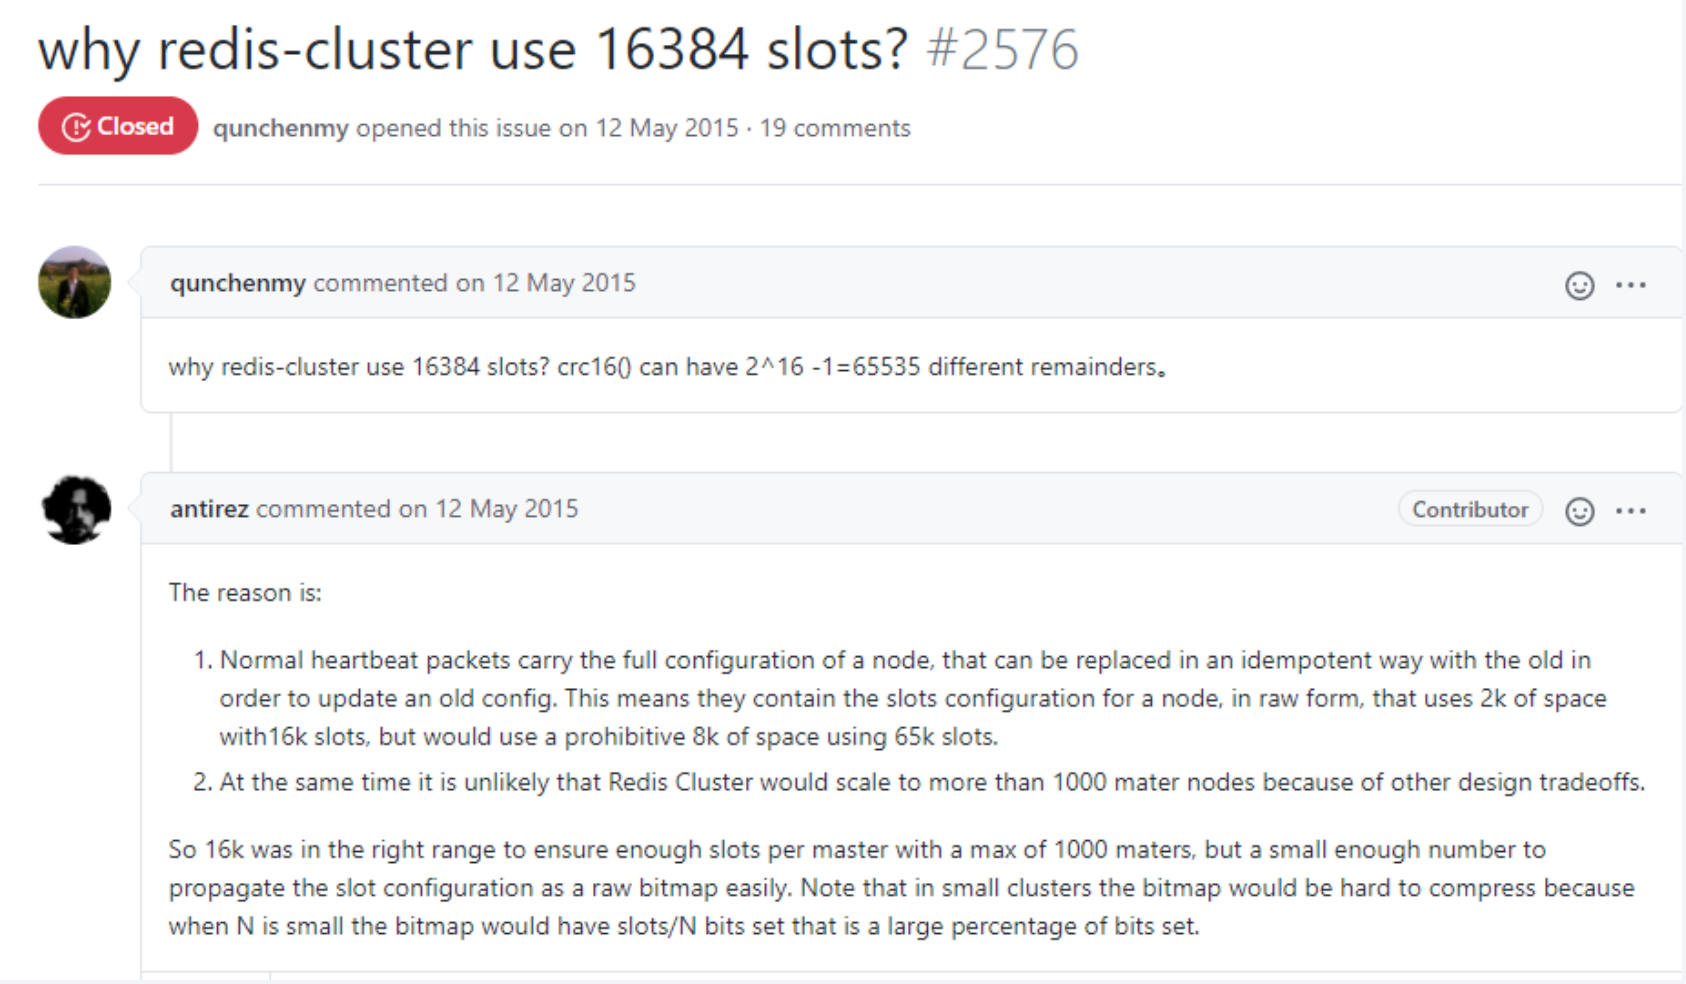 why redis-cluster use 16384 slots? #2576
Closed qunchenmy opened this issue on 12 May 2015 · 19 comments
qunchenmy commented on 12 May 2015
why redis-cluster use 16384 slots? crc16() can have 2^16 -1=65535 different remainders。
antirez commented on 12 May 2015 Contributor
The reason is:
1. Normal heartbeat packets carry the full configuration of a node, that can be replaced in an idempotent way with the old in
order to update an old config. This means they contain the slots configuration for a node, in raw form, that uses 2k of space
with16k slots, but would use a prohibitive 8k of space using 65k slots.
2. At the same time it is unlikely that Redis Cluster would scale to more than 1000 mater nodes because of other design tradeoffs.
So 16k was in the right range to ensure enough slots per master with a max of 1000 maters, but a small enough number to
propagate the slot configuration as a raw bitmap easily. Note that in small clusters the bitmap would be hard to compress because
when N is small the bitmap would have slots/N bits set that is a large percentage of bits set.